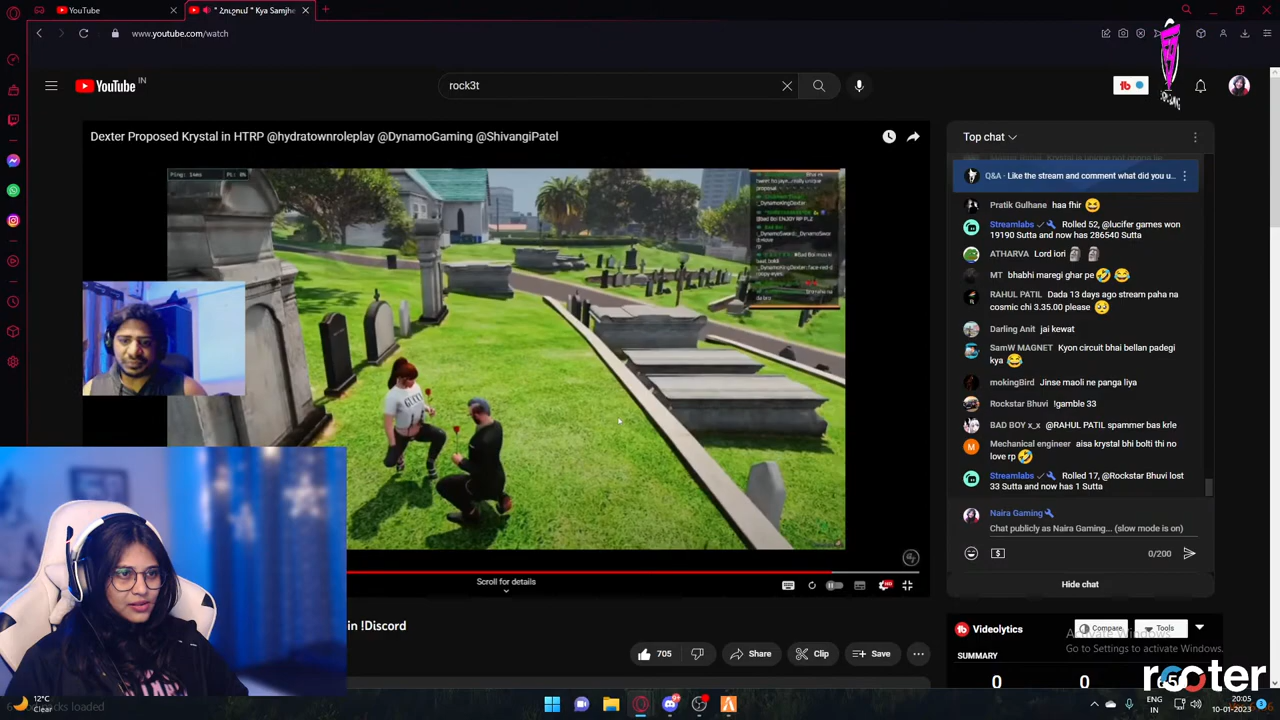 YouTube
" Հուշում " Kya Samjhe
www.youtube.com/watch
YouTube IN
rock3t
Dexter Proposed Krystal in HTRP @hydratownroleplay @DynamoGaming @ShivangiPatel
Scroll for details
in !Discord
705
Share
Clip
Save
Top chat
Q&A · Like the stream and comment what did you u...
Pratik Gulhane haa fhir 😄
Streamlabs Rolled 52, @lucifer games won
19190 Sutta and now has 286540 Sutta
ATHARVA Lord lori 🗿 🗿
MT bhabhi maregi ghar pe 🤣 😂
RAHUL PATIL Dada 13 days ago stream paha na
cosmic chi 3.35.00 please 🥺
Darling Anit jai kewat
SamW MAGNET Kyon circuit bhai bellan padegi
kya 😂
mokingBird Jinse maoli ne panga liya
Rockstar Bhuvi !gamble 33
BAD BOY x_x @RAHUL PATIL spammer bas krle
Mechanical engineer aisa krystal bhi bolti thi no
love rp 🤣
Streamlabs Rolled 17, @Rockstar Bhuvi lost
33 Sutta and now has 1 Sutta
Naira Gaming
Chat publicly as Naira Gaming... (slow mode is on)
0/200
Hide chat
Videolytics
Compare
Tools
Activate Windows
Go to Settings to activate Windows.
SUMMARY
0
0
rooter
12°C
Clear
ENG
IN
20:05
10-01-2023